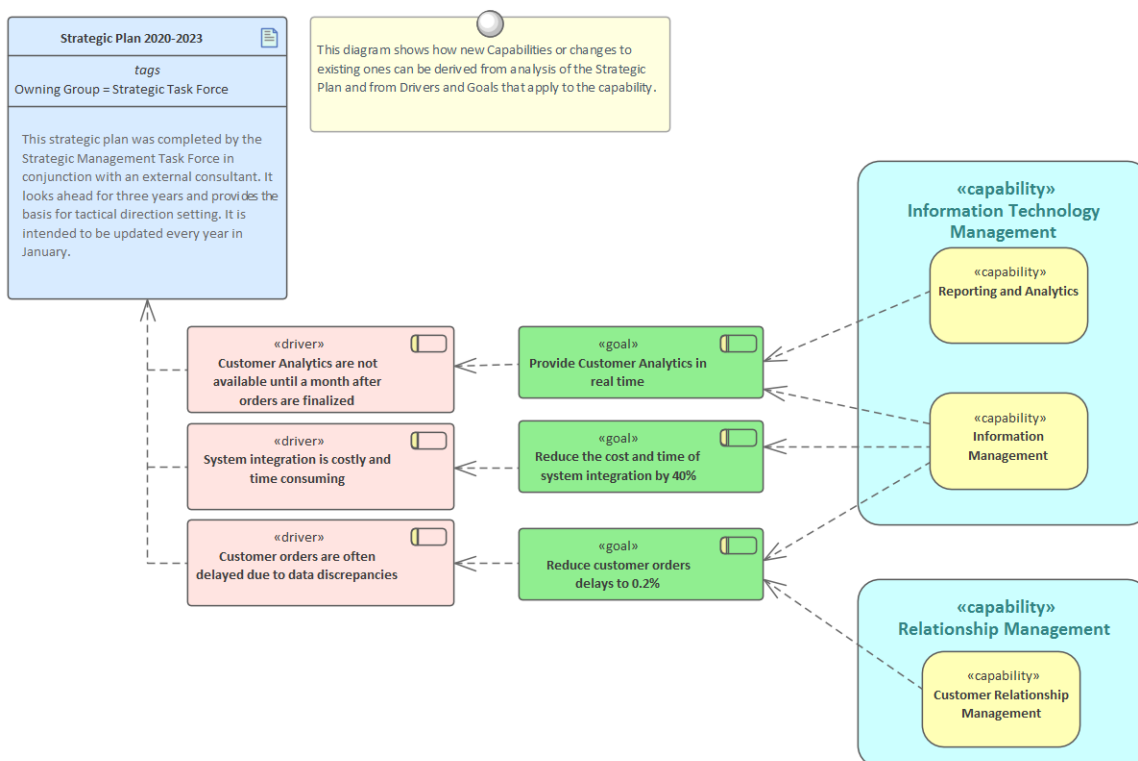 Strategic Plan 2020-2023
tags
Owning Group = Strategic Task Force
This strategic plan was completed by the
Strategic Management Task Force in
conjunction with an external consultant. It
looks ahead for three years and provides the
basis for tactical direction setting. It is
intended to be updated every year in
January.
This diagram shows how new Capabilities or changes to
existing ones can be derived from analysis of the Strategic
Plan and from Drivers and Goals that apply to the capability.
«driver»
Customer Analytics are not
available until a month after
orders are finalized
«driver»
System integration is costly and
time consuming
«driver»
Customer orders are often
delayed due to data discrepancies
«goal»
Provide Customer Analytics in
real time
«goal»
Reduce the cost and time of
system integration by 40%
«goal»
Reduce customer orders
delays to 0.2%
«capability»
Information Technology
Management
«capability»
Reporting and Analytics
«capability»
Information
Management
«capability»
Relationship Management
«capability»
Customer Relationship
Management